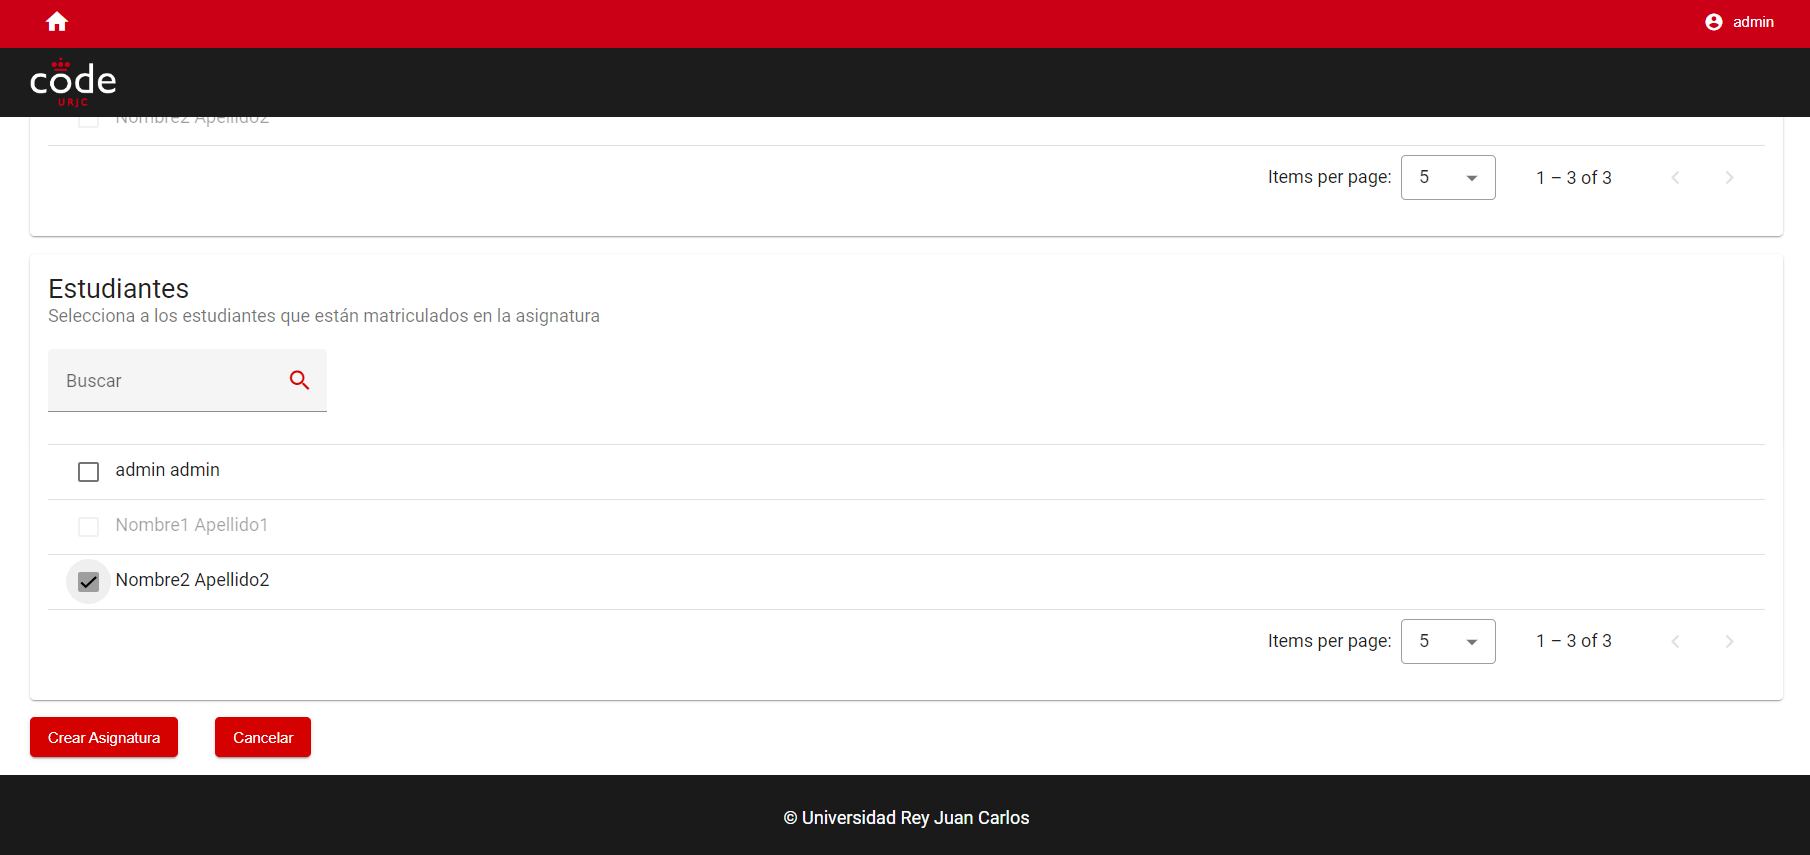 admin
code
URJC
Nombre2 Apellido2
Items per page: 5 1 – 3 of 3
Estudiantes
Selecciona a los estudiantes que están matriculados en la asignatura
Buscar
admin admin
Nombre1 Apellido1
Nombre2 Apellido2
Items per page: 5 1 – 3 of 3
Crear Asignatura Cancelar
© Universidad Rey Juan Carlos